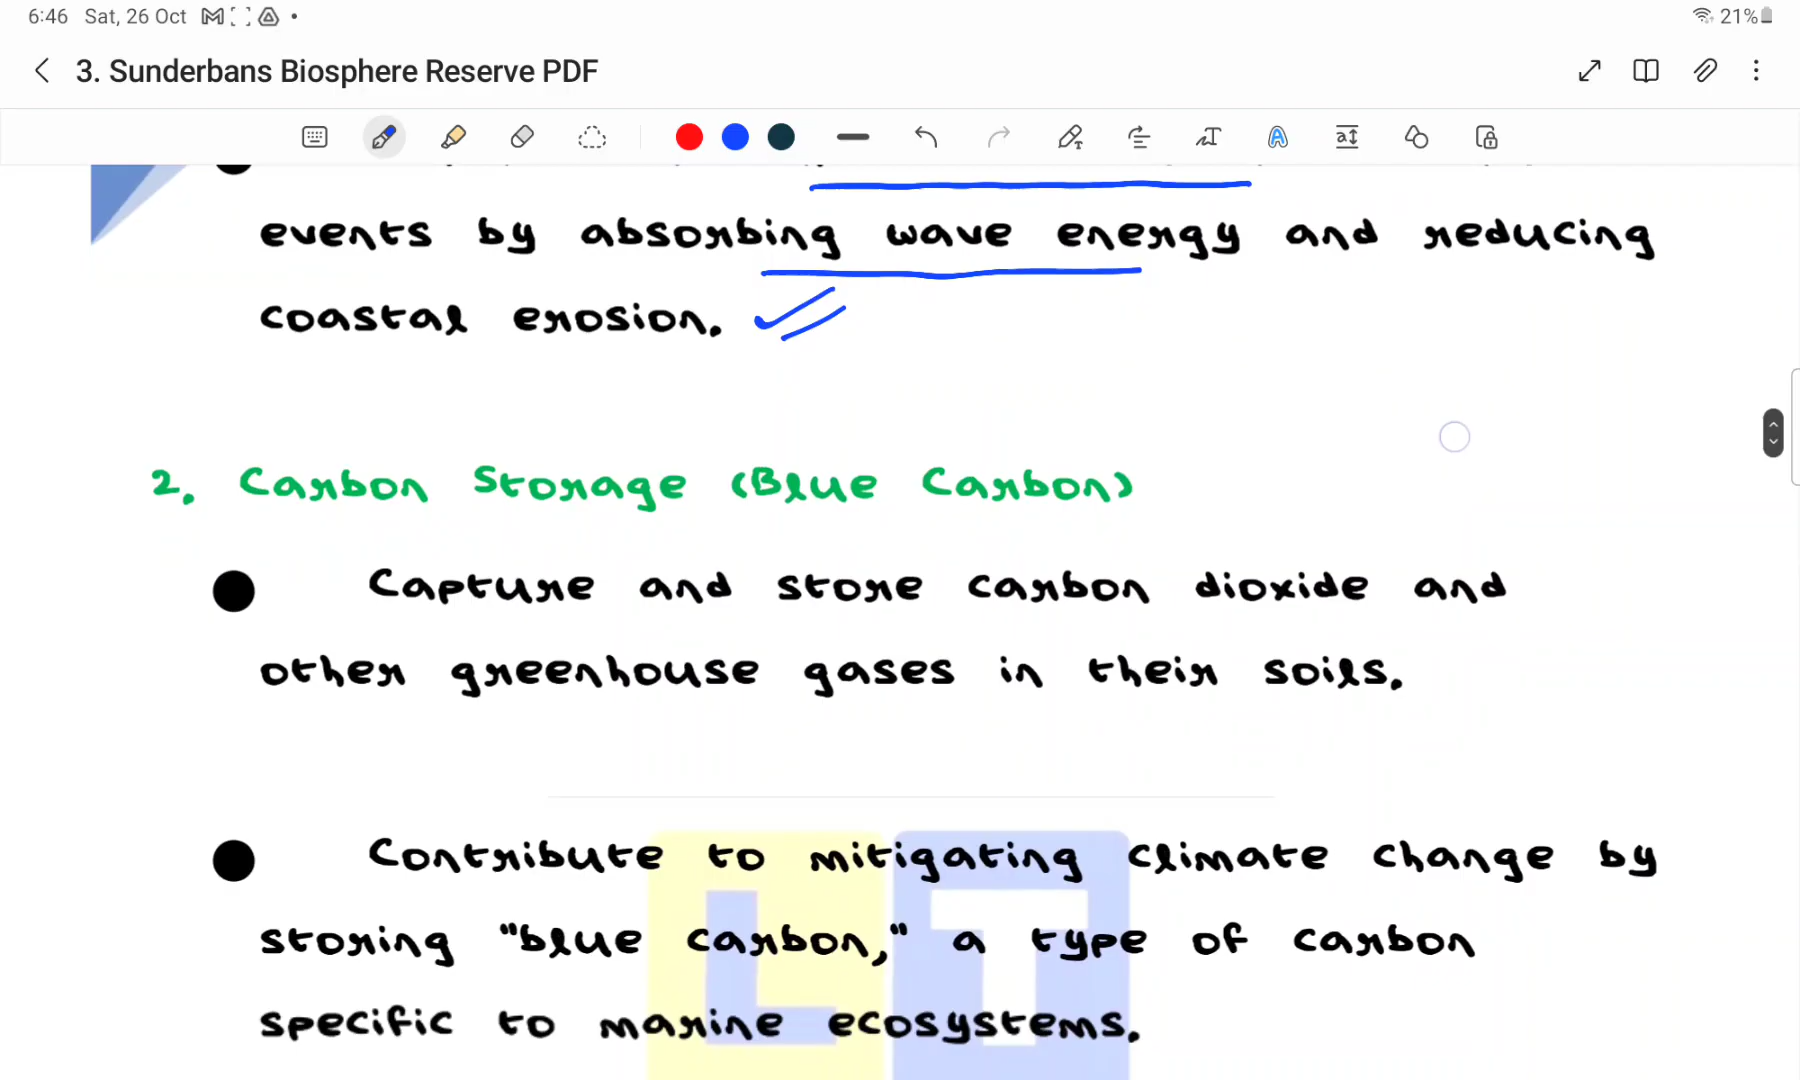 6:46 Sat, 26 Oct
21%
3. Sunderbans Biosphere Reserve PDF
events by absorbing wave energy and reducing
coastal erosion.
2. Carbon Storage (Blue Carbon)
Capture and store carbon dioxide and
other greenhouse gases in their soils.
Contribute to mitigating climate change by
storing "blue carbon," a type of carbon
specific to marine ecosystems.
LT